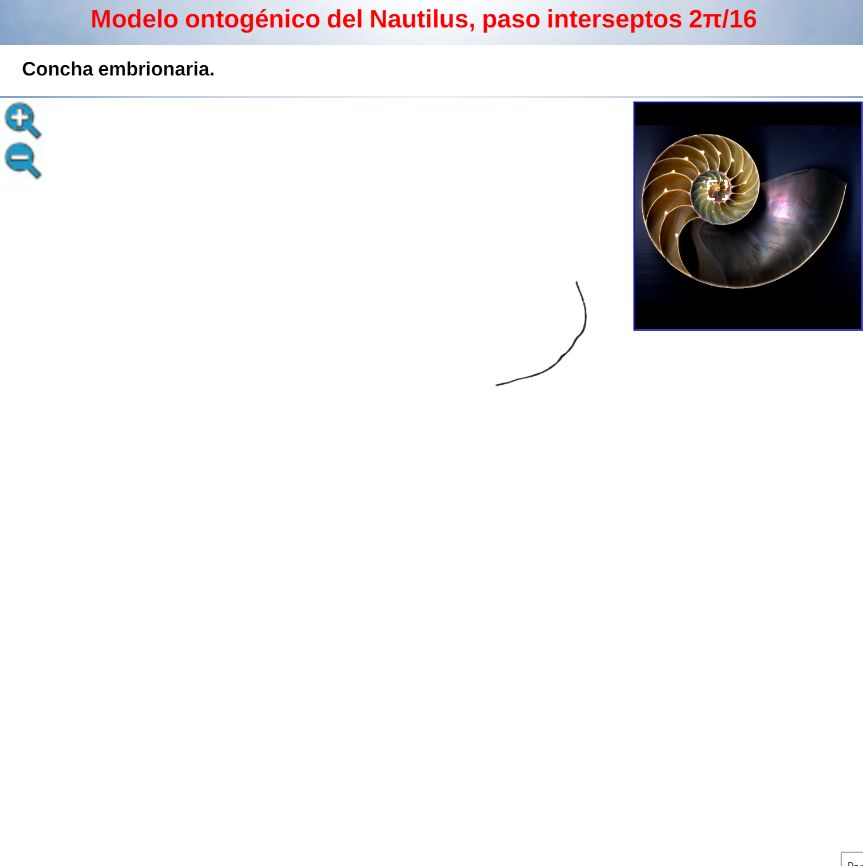 Modelo ontogénico del Nautilus, paso interseptos 2π/16
Concha embrionaria.